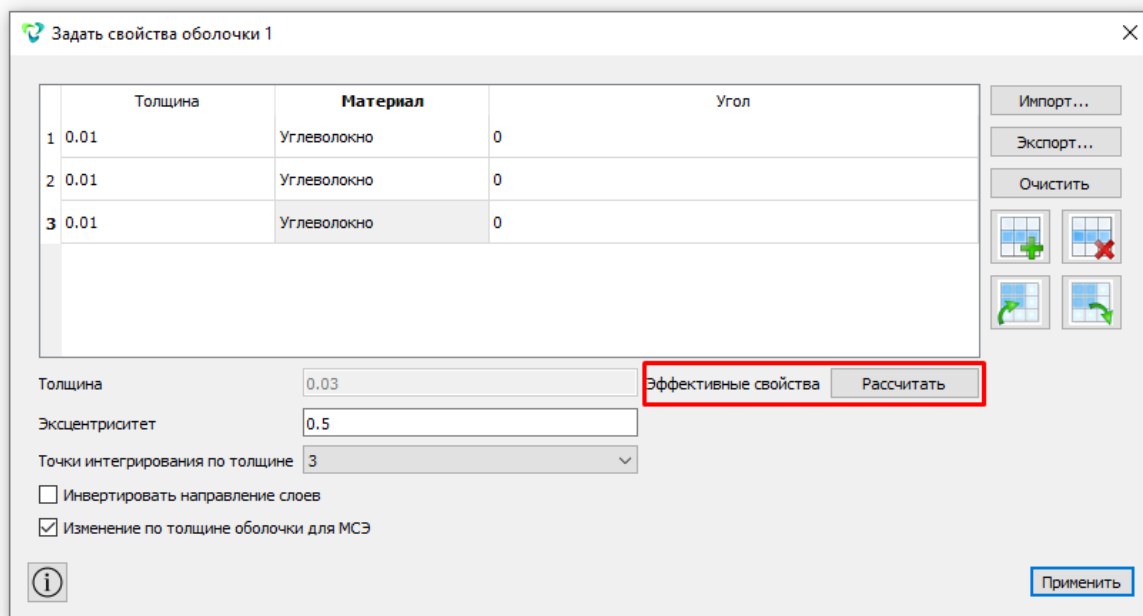 Задать свойства оболочки 1
Толщина Материал Угол
1 0.01 Углеволокно 0
2 0.01 Углеволокно 0
3 0.01 Углеволокно 0
Импорт...
Экспорт...
Очистить
Толщина 0.03 Эффективные свойства Рассчитать
Эксцентриситет 0.5
Точки интегрирования по толщине 3
Инвертировать направление слоев
Изменение по толщине оболочки для МСЭ
i
Применить